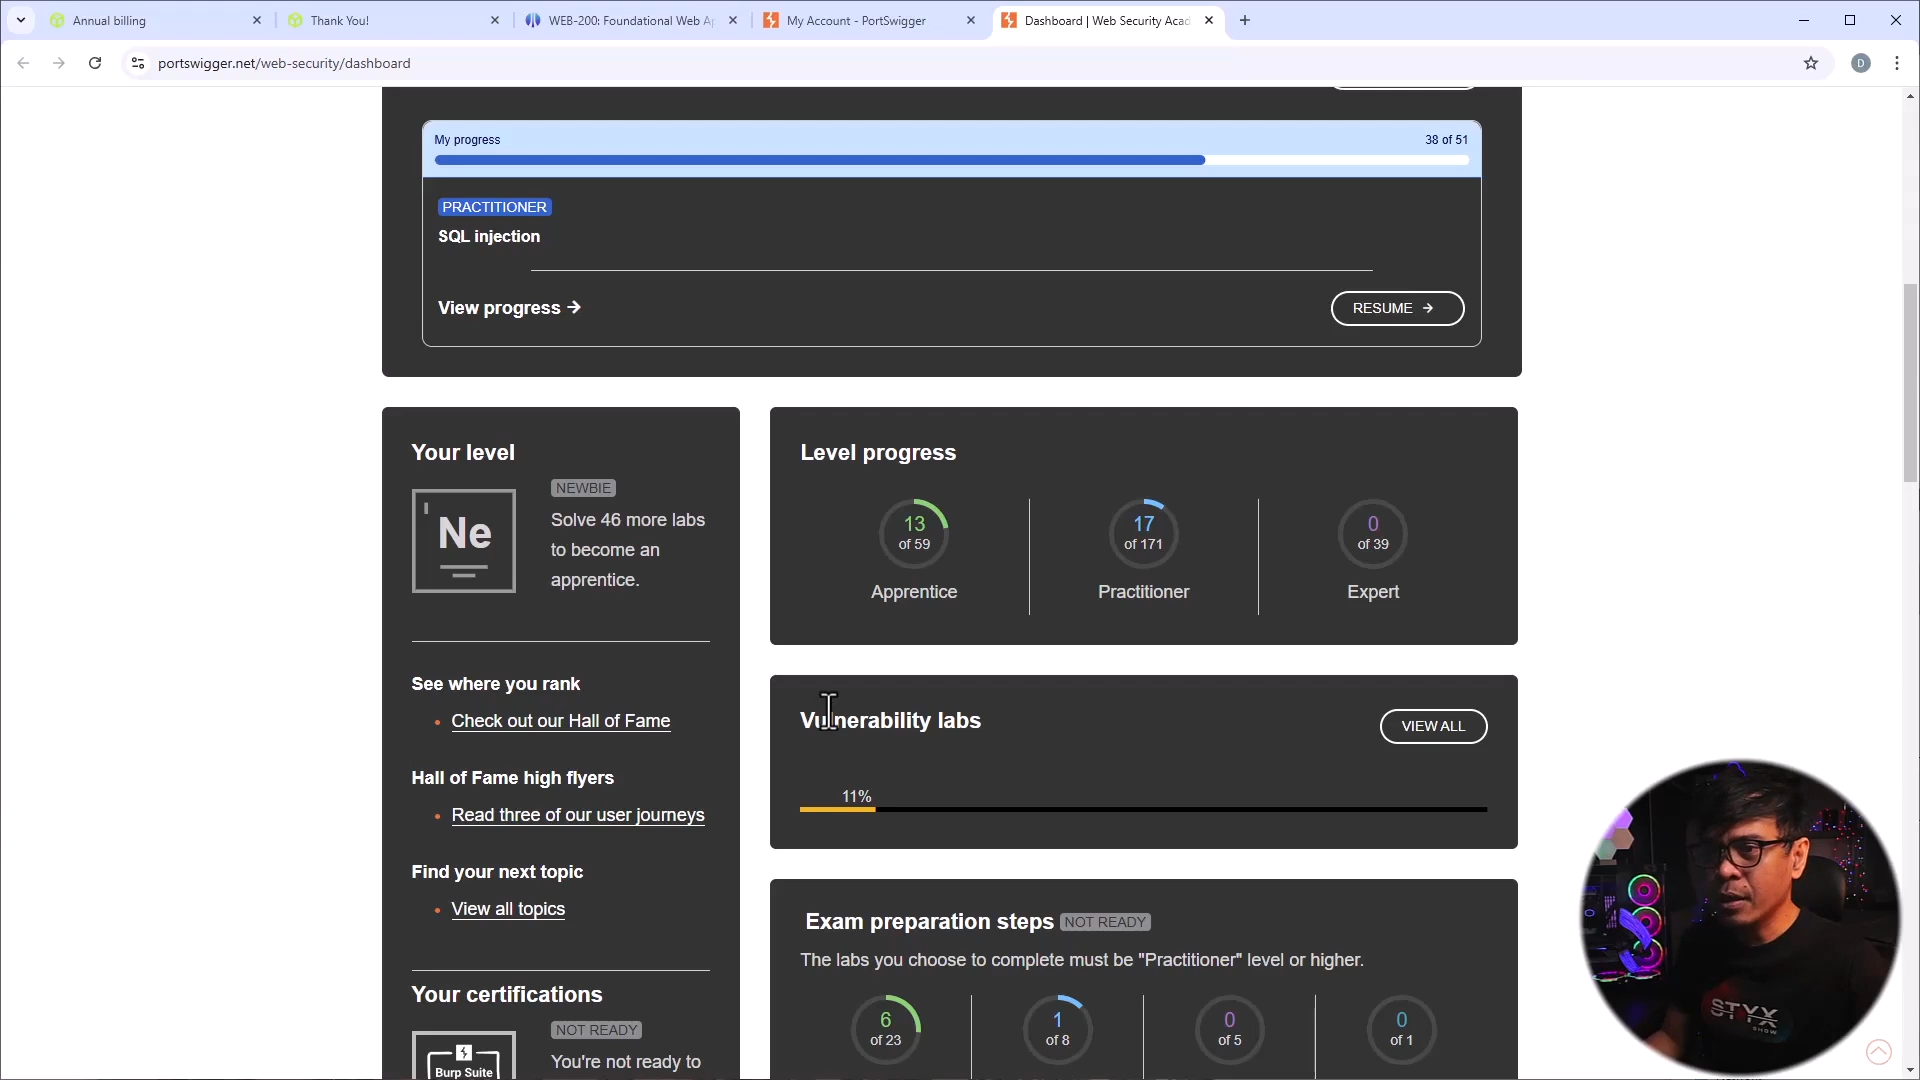 Annual billing
Thank You!
WEB-200: Foundational Web Ap
My Account - PortSwigger
Dashboard | Web Security Acad
portswigger.net/web-security/dashboard
D
My progress
38 of 51
PRACTITIONER
SQL injection
View progress →
RESUME →
Your level
Ne
NEWBIE
Solve 46 more labs
to become an
apprentice.
See where you rank
• Check out our Hall of Fame
Hall of Fame high flyers
• Read three of our user journeys
Find your next topic
• View all topics
Your certifications
NOT READY
You're not ready to
Burp Suite
Level progress
13
of 59
Apprentice
17
of 171
Practitioner
0
of 39
Expert
Vulnerability labs
VIEW ALL
11%
Exam preparation steps NOT READY
The labs you choose to complete must be "Practitioner" level or higher.
6
of 23
1
of 8
0
of 5
0
of 1
STYX
SHOW